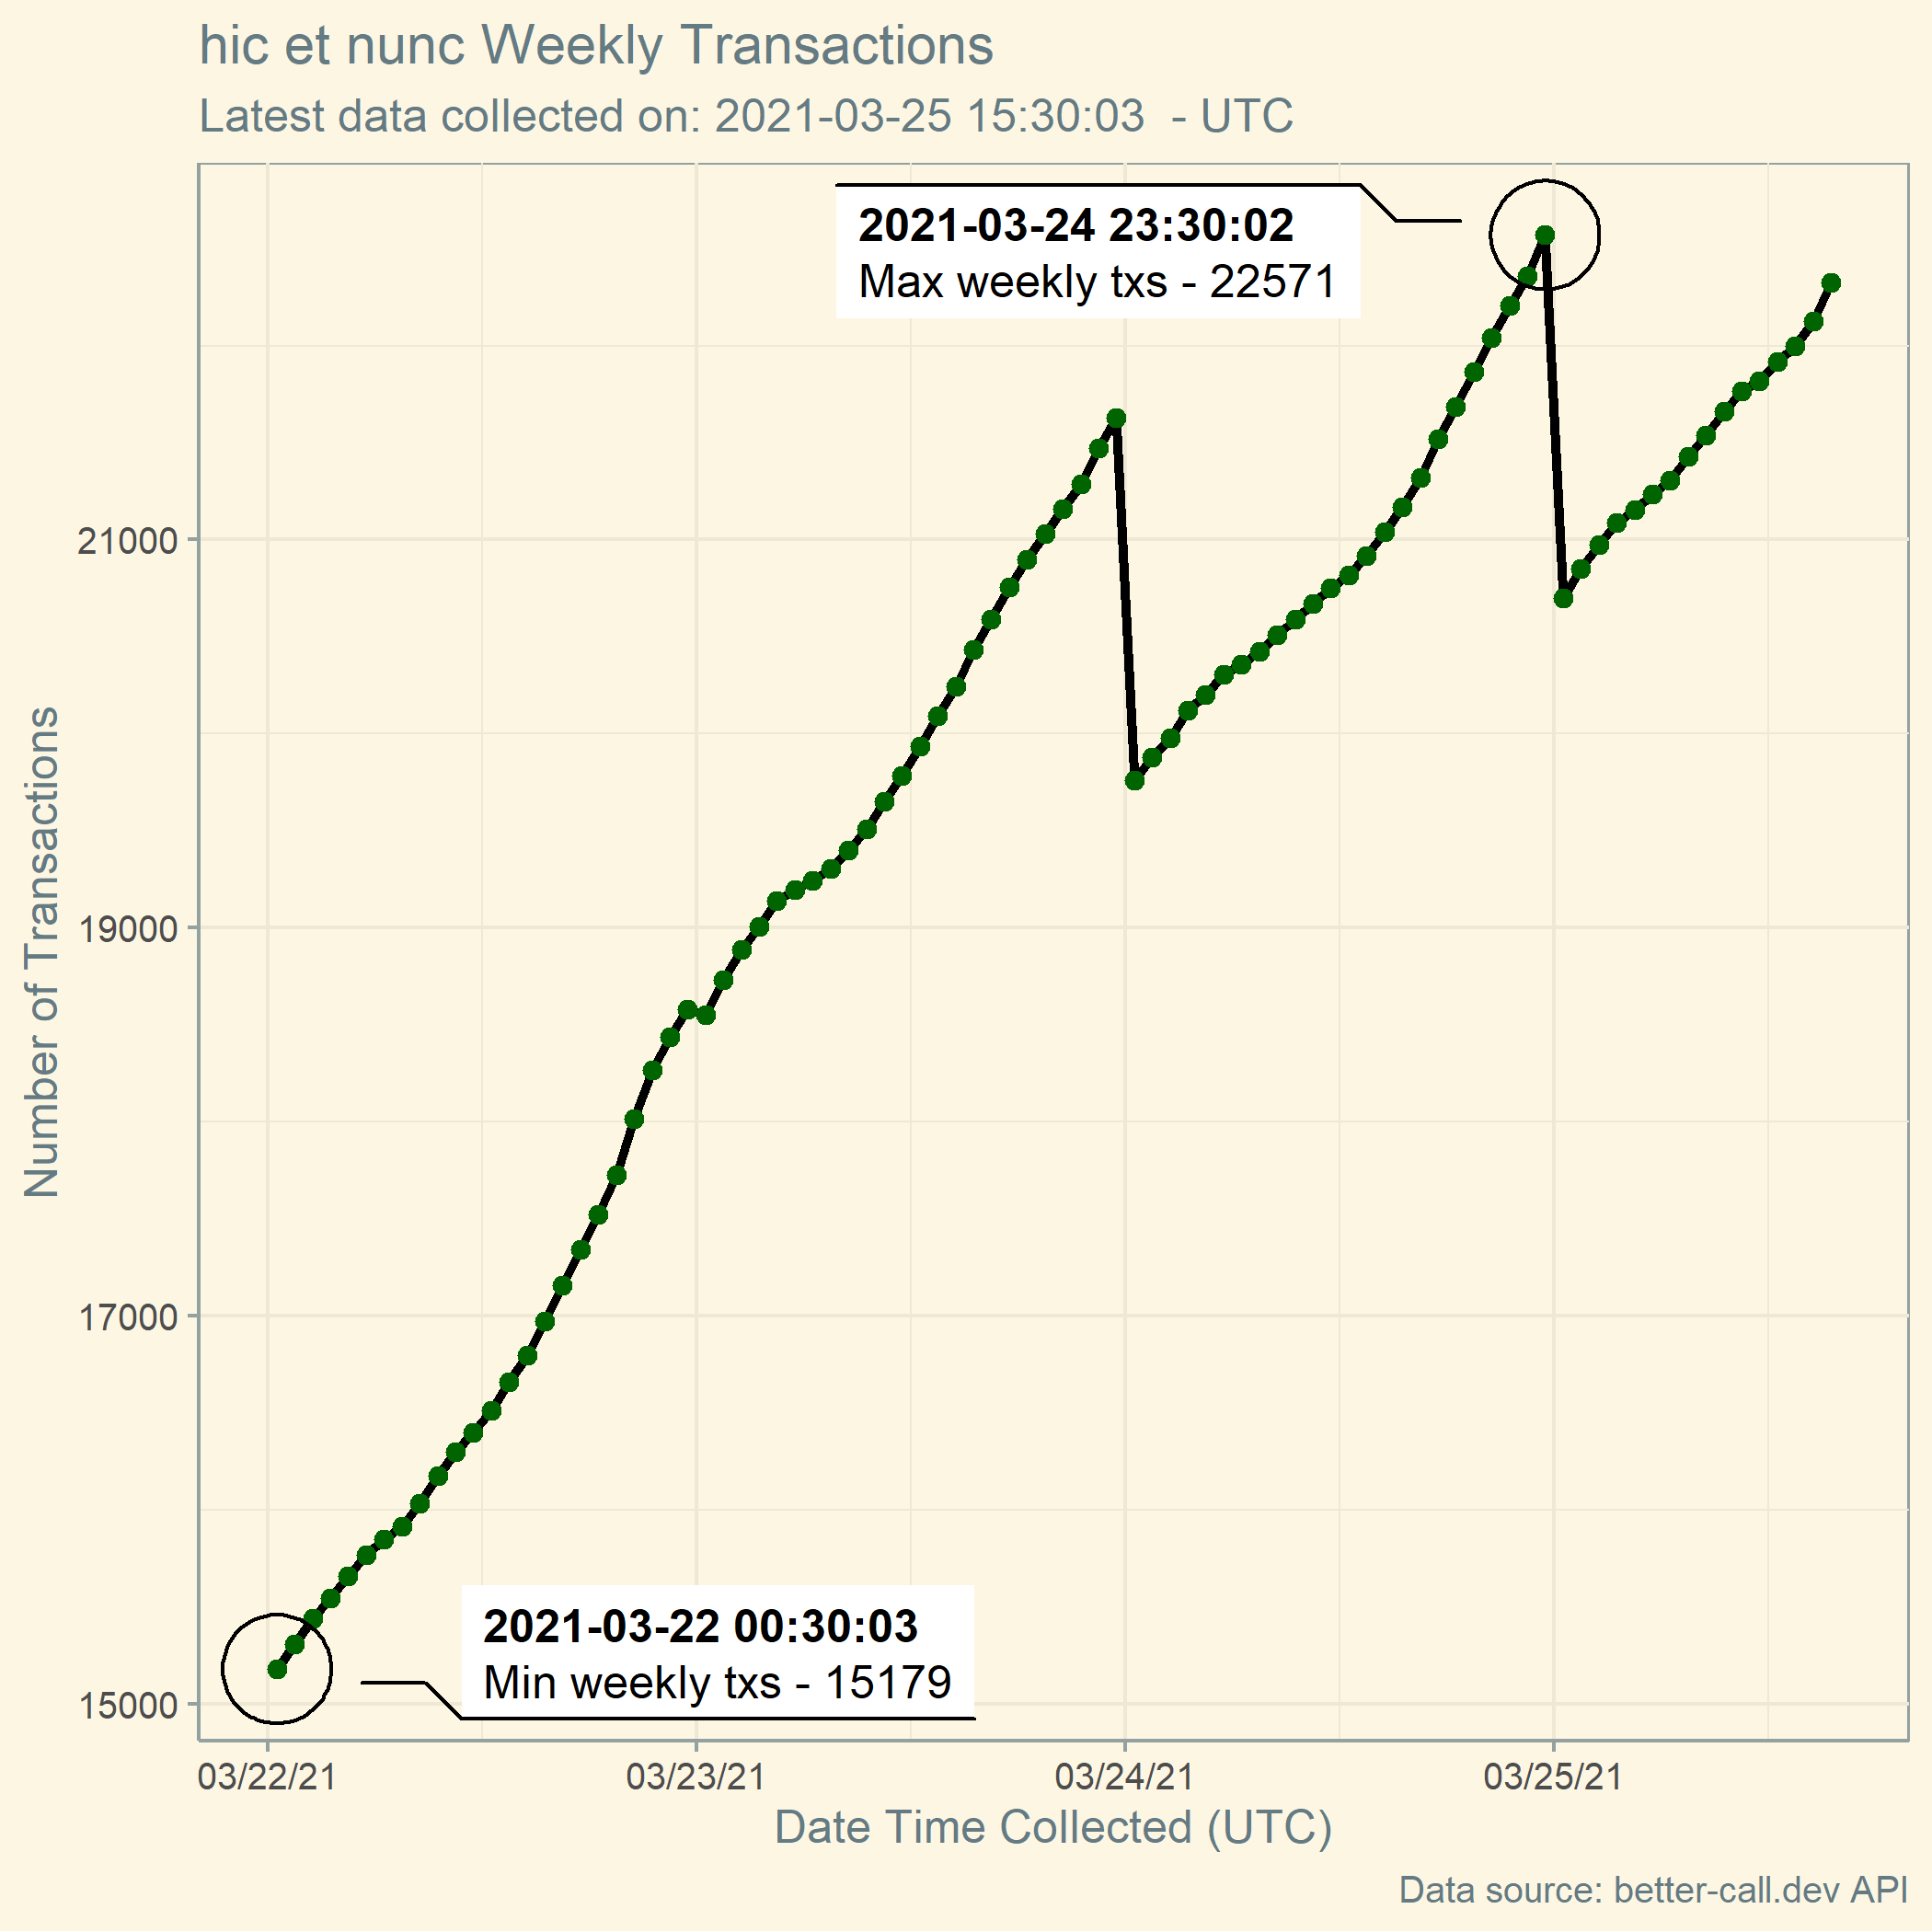 hic et nunc Weekly Transactions
Latest data collected on: 2021-03-25 15:30:03  - UTC
2021-03-24 23:30:02
Max weekly txs - 22571
Number of Transactions
21000
19000
17000
15000
2021-03-22 00:30:03
Min weekly txs - 15179
03/22/21 03/23/21 03/24/21 03/25/21
Date Time Collected (UTC)
Data source: better-call.dev API